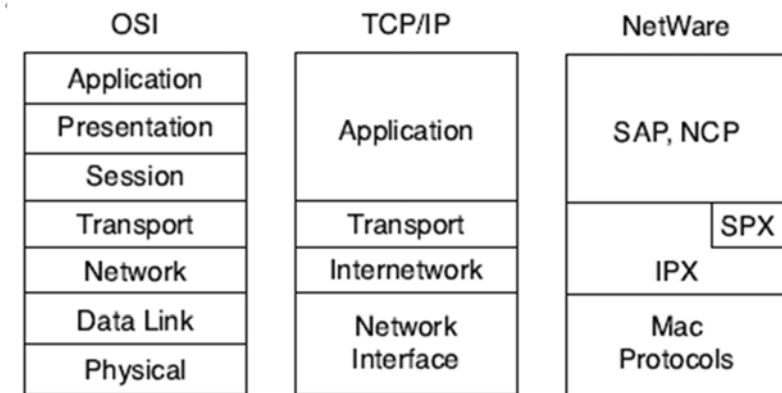 OSI
TCP/IP
NetWare
Application
Presentation
Session
Transport
Network
Data Link
Physical
Application
Transport
Internetwork
Network
Interface
SAP, NCP
SPX
IPX
Mac
Protocols